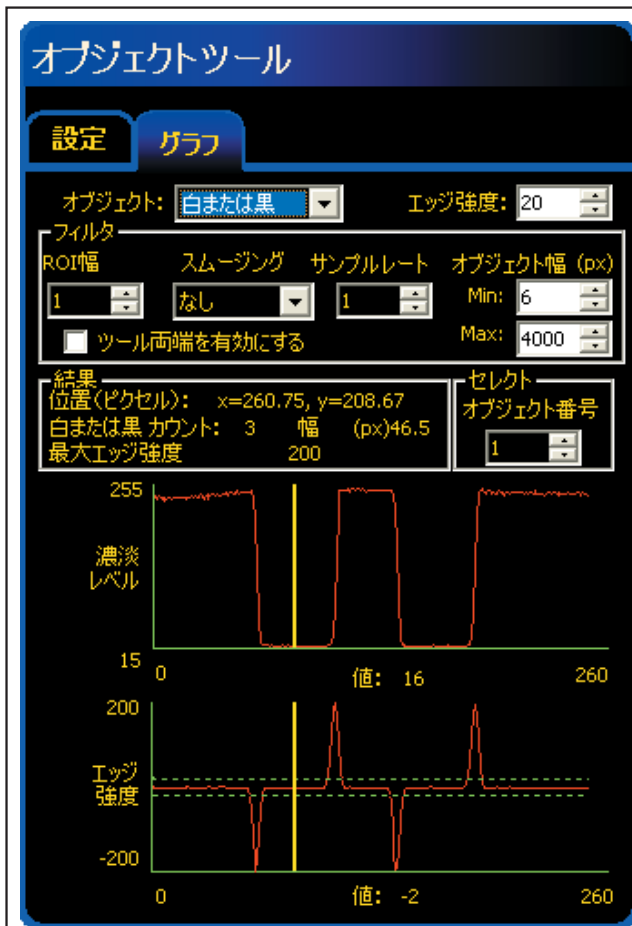 オブジェクトツール
設定 グラフ
オブジェクト: 白または黒 エッジ強度: 20
フィルタ
ROI幅 スムージング サンプルレート オブジェクト幅 (px)
1 なし 1 Min: 6
ツール両端を有効にする Max: 4000
結果 セレクト
位置(ピクセル): x=260.75, y=208.67 オブジェクト番号
白または黒 カウント: 3 幅 (px)46.5 1
最大エッジ強度 200
255
濃淡
レベル
15
0 値: 16 260
200
エッジ
強度
-200
0 値: -2 260